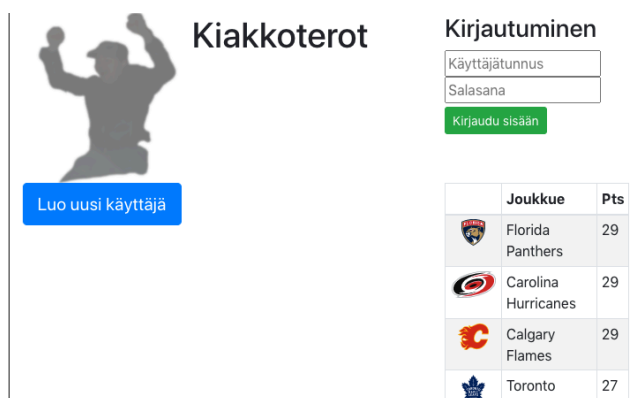 Kiakkoterot
Luo uusi käyttäjä
Kirjautuminen
Käyttäjätunnus
Salasana
Kirjaudu sisään
Joukkue Pts
Florida 29
Panthers
Carolina 29
Hurricanes
Calgary 29
Flames
Toronto 27